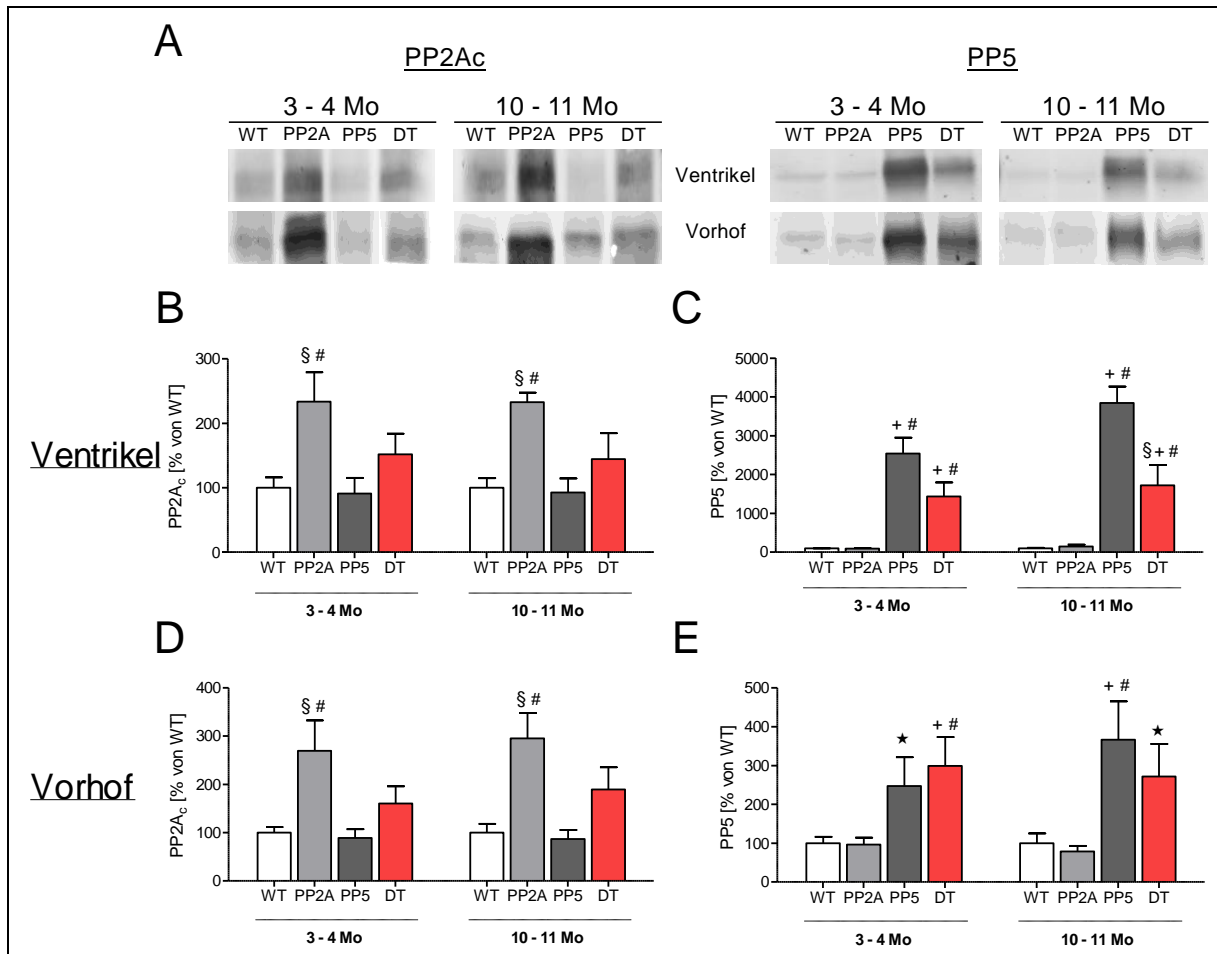 A
PP2Ac PP5
3 - 4 Mo 10 - 11 Mo 3 - 4 Mo 10 - 11 Mo
WT PP2A PP5 DT WT PP2A PP5 DT WT PP2A PP5 DT WT PP2A PP5 DT
Ventrikel
Vorhof
Ventrikel
B
PP2Ac [% von WT]
300
200
100
0
§ #
§ #
WT PP2A PP5 DT WT PP2A PP5 DT
3 - 4 Mo 10 - 11 Mo
C
PP5 [% von WT]
5000
4000
3000
2000
1000
0
+ #
+ #
+ #
§ + #
WT PP2A PP5 DT WT PP2A PP5 DT
3 - 4 Mo 10 - 11 Mo
Vorhof
D
PP2Ac [% von WT]
400
300
200
100
0
§ #
§ #
WT PP2A PP5 DT WT PP2A PP5 DT
3 - 4 Mo 10 - 11 Mo
E
PP5 [% von WT]
500
400
300
200
100
0
★
+ #
+ #
★
WT PP2A PP5 DT WT PP2A PP5 DT
3 - 4 Mo 10 - 11 Mo